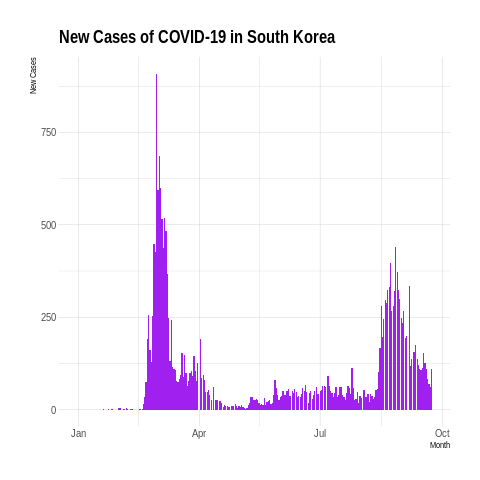 New Cases of COVID-19 in South Korea
New Cases
750
500
250
0
Jan Apr Jul Oct
Month